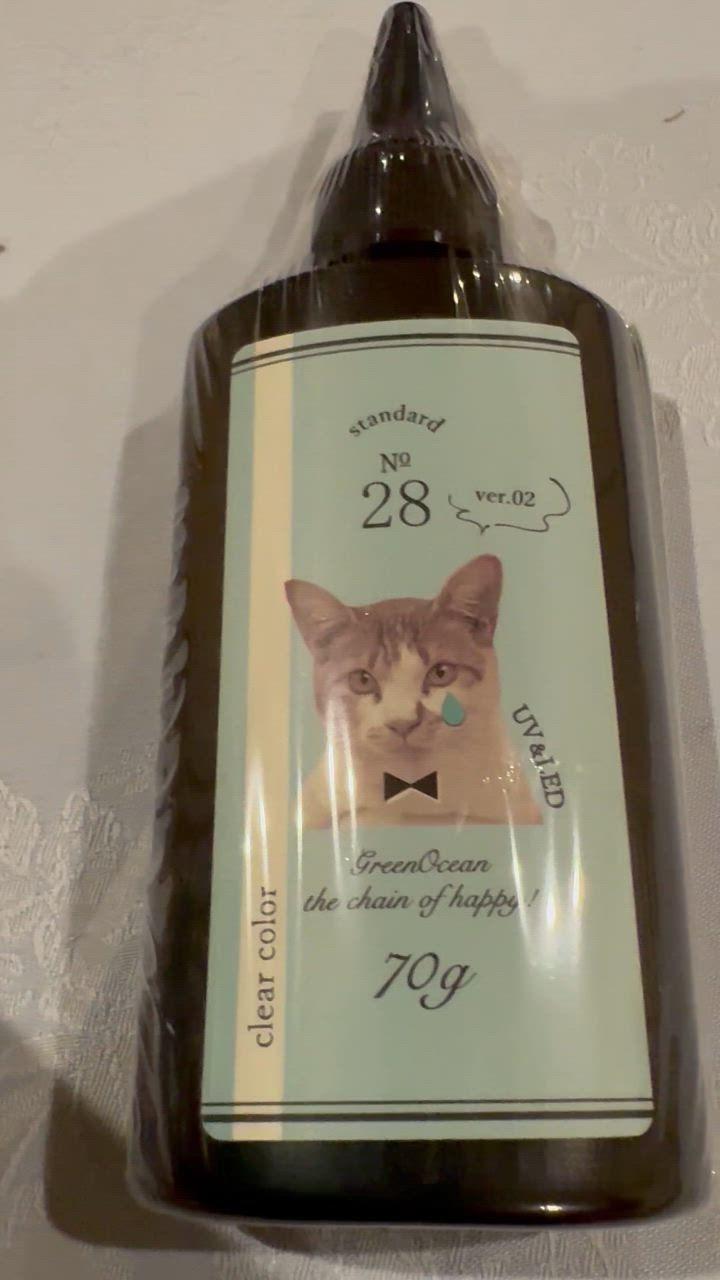 standard
Nº
28
ver.02
UV&LED
GreenOcean
the chain of happy!
70g
clear color